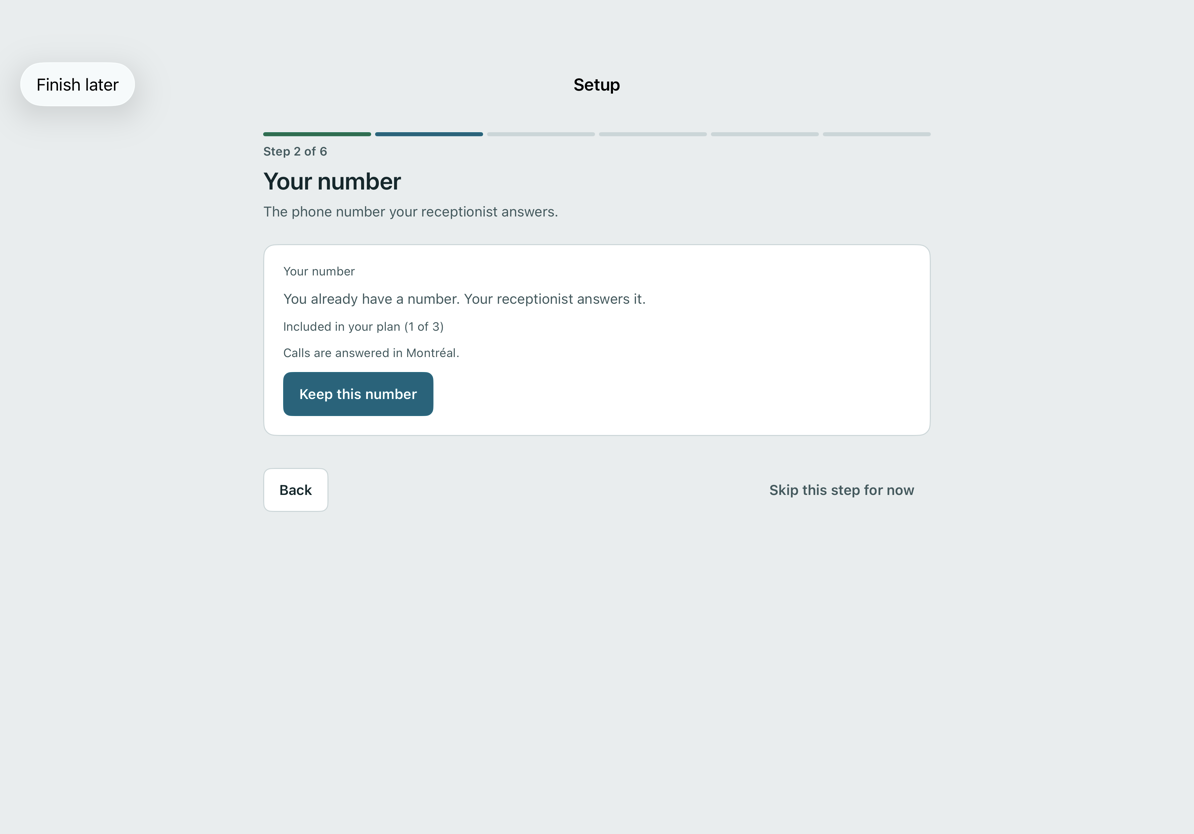 Finish later
Setup
Step 2 of 6
Your number
The phone number your receptionist answers.
Your number
You already have a number. Your receptionist answers it.
Included in your plan (1 of 3)
Calls are answered in Montréal.
Keep this number
Back
Skip this step for now